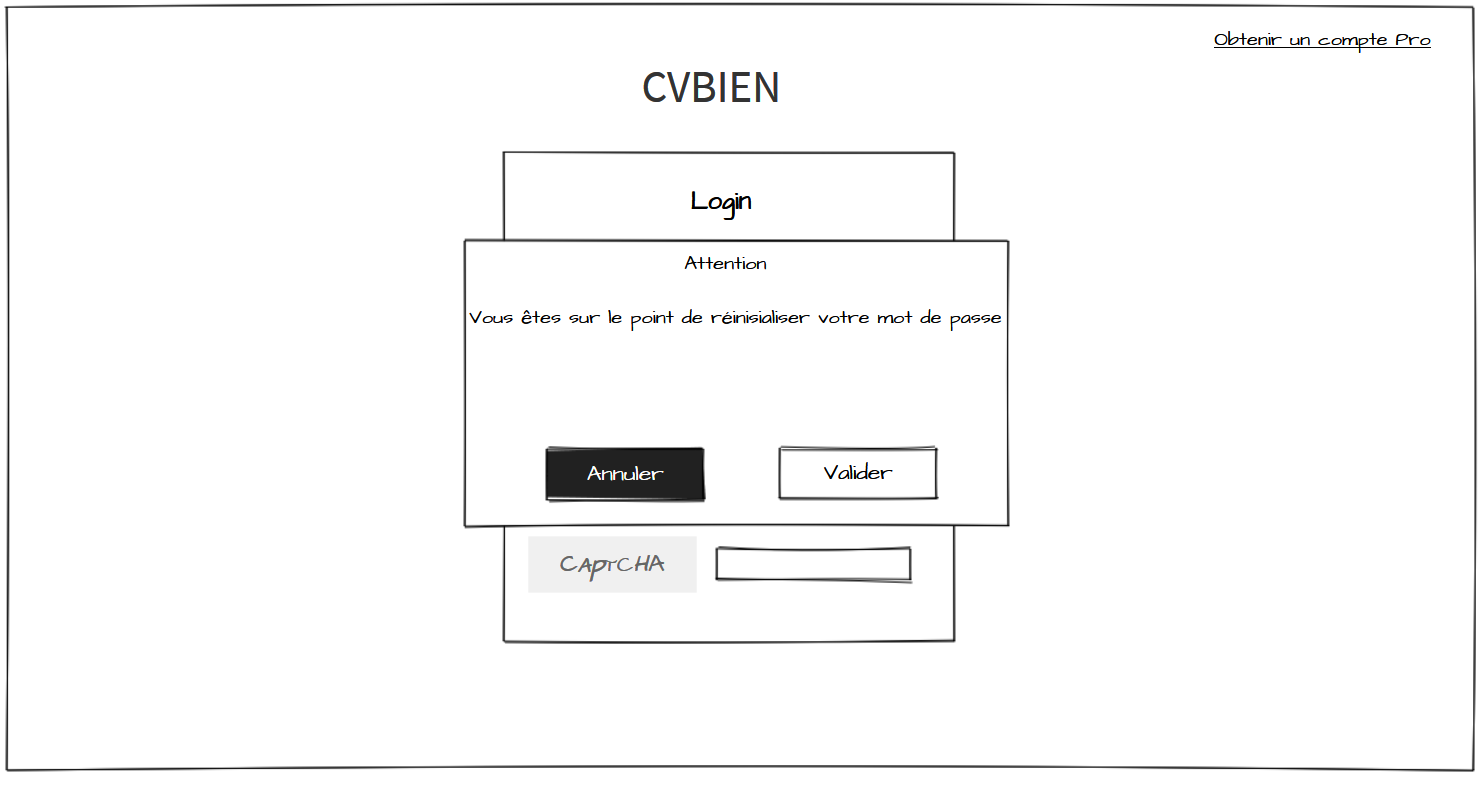 Obtenir un compte Pro
CVBIEN
Login
Attention
Vous êtes sur le point de réinisialiser votre mot de passe
Annuler
Valider
CAPTCHA